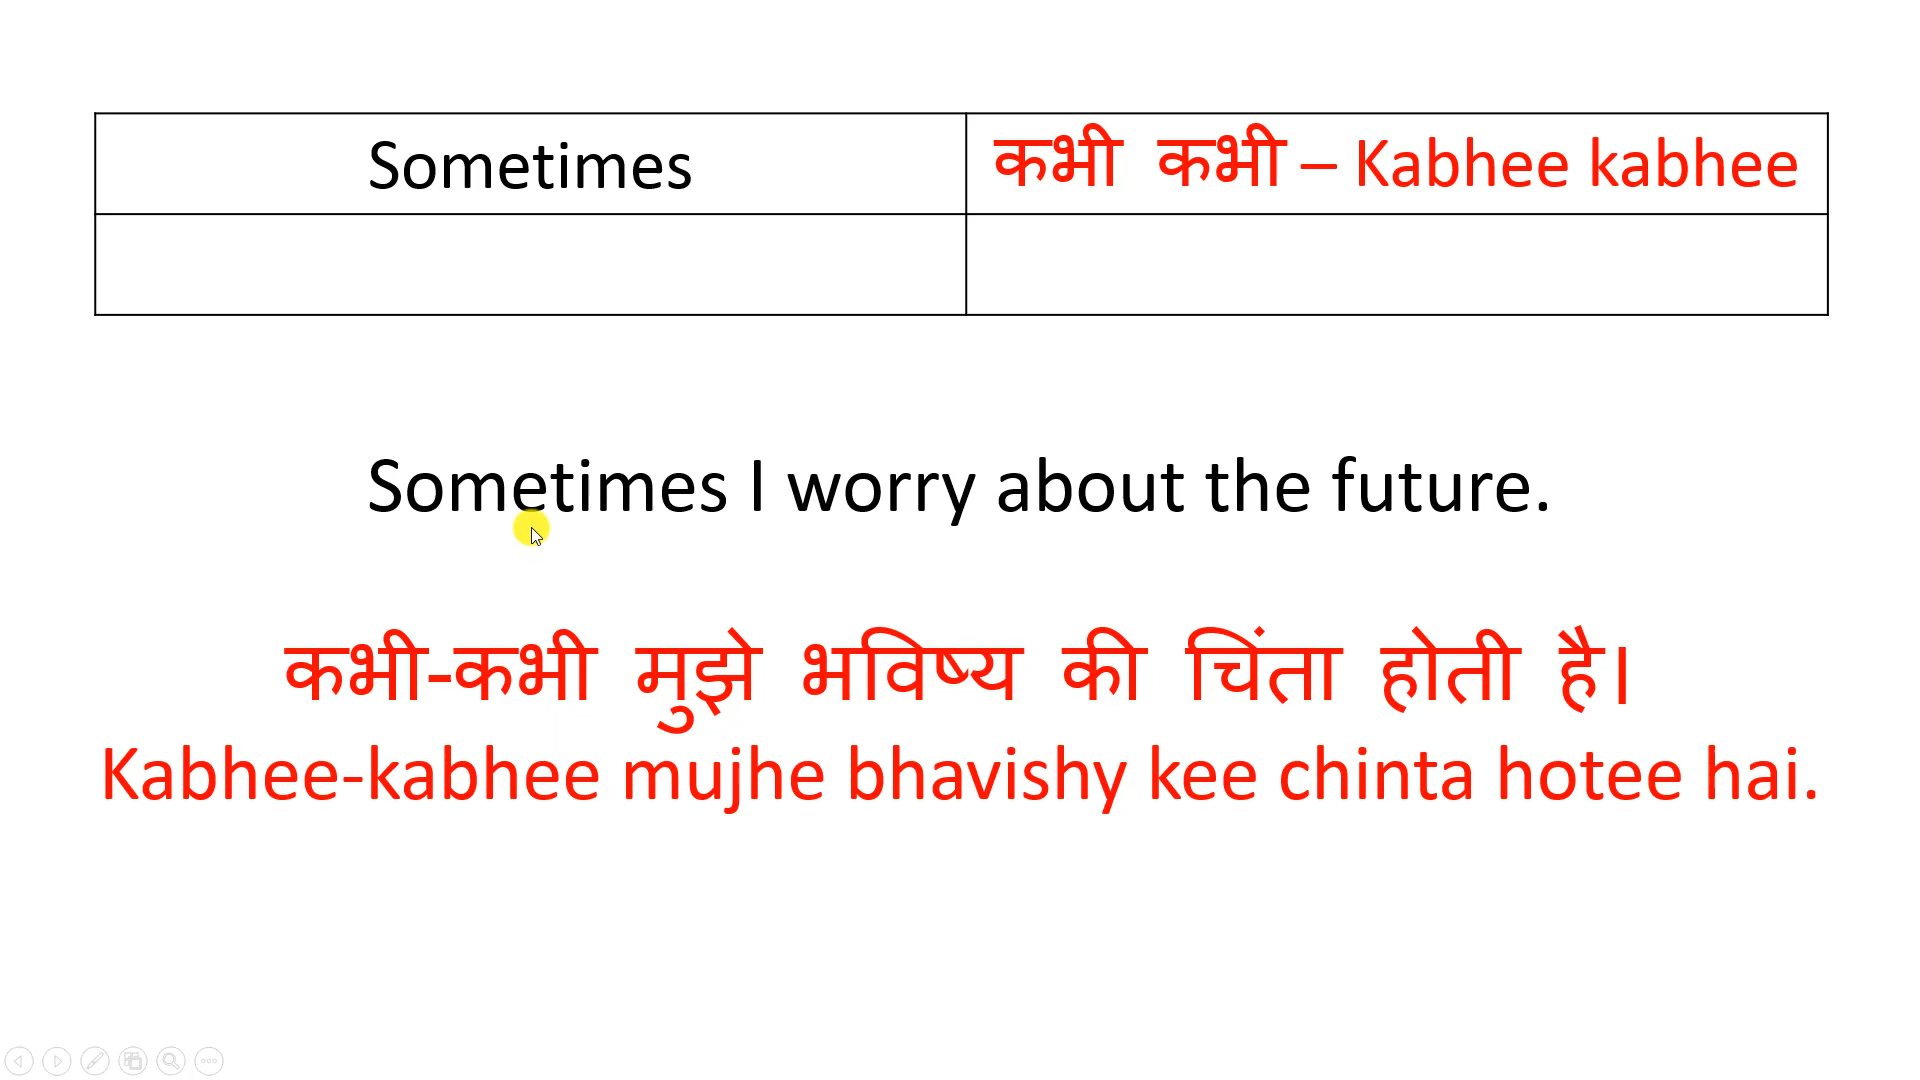 Sometimes
कभी कभी – Kabhee kabhee
Sometimes I worry about the future.
कभी-कभी मुझे भविष्य की चिंता होती है।
Kabhee-kabhee mujhe bhavishy kee chinta hotee hai.